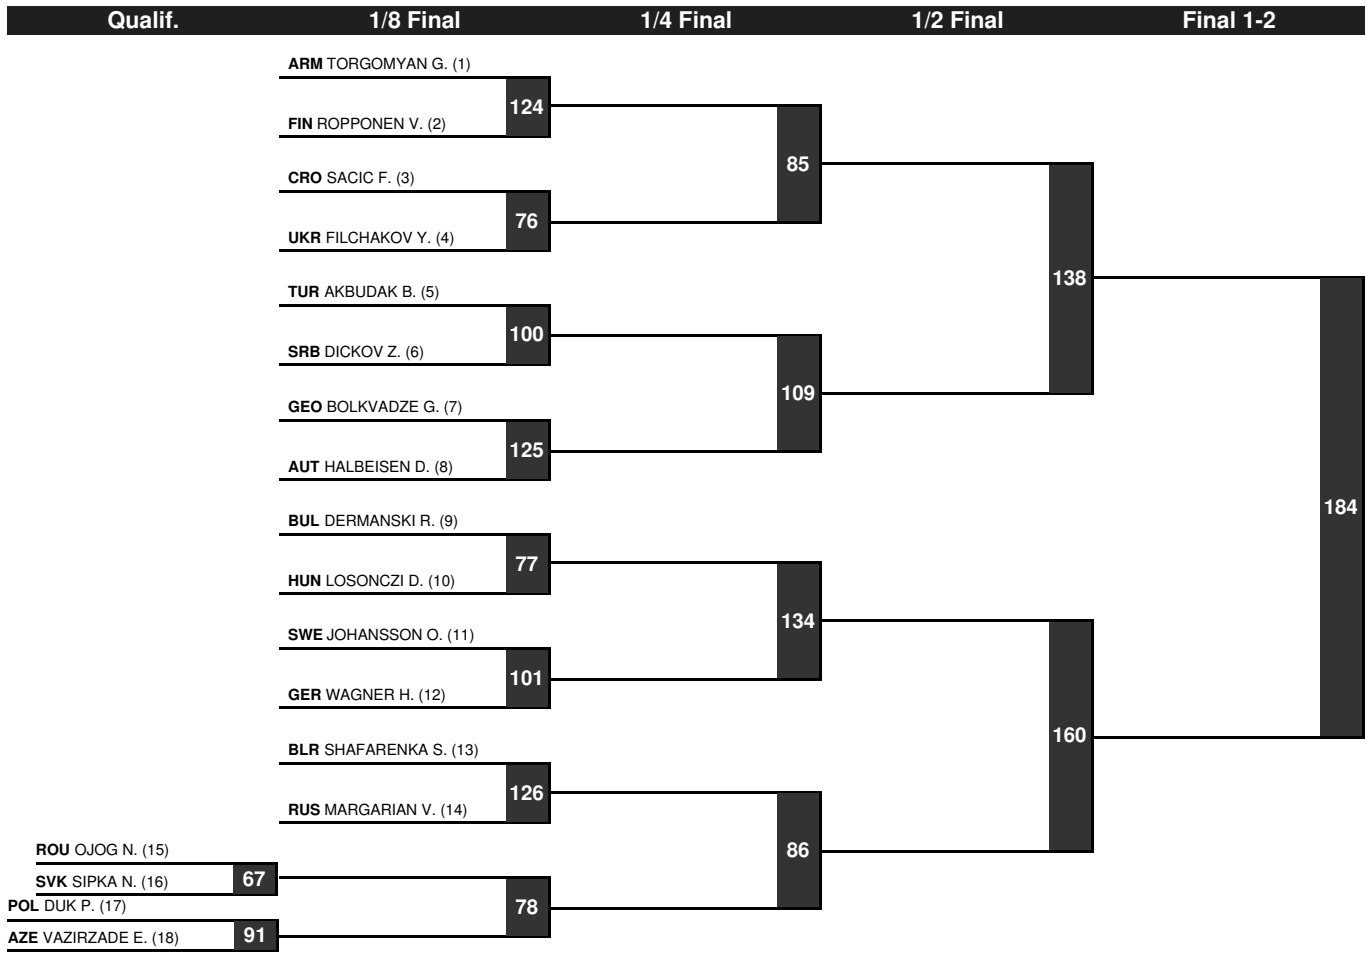 Qualif. 1/8 Final 1/4 Final 1/2 Final Final 1-2
ARM TORGOMYAN G. (1)
124
FIN ROPPONEN V. (2)
85
CRO SACIC F. (3)
76
UKR FILCHAKOV Y. (4)
138
TUR AKBUDAK B. (5)
100
SRB DICKOV Z. (6)
109
GEO BOLKVADZE G. (7)
125
AUT HALBEISEN D. (8)
184
BUL DERMANSKI R. (9)
77
HUN LOSONCZI D. (10)
134
SWE JOHANSSON O. (11)
101
GER WAGNER H. (12)
160
BLR SHAFARENKA S. (13)
126
RUS MARGARIAN V. (14)
ROU OJOG N. (15)
86
67
SVK SIPKA N. (16)
POL DUK P. (17)
78
91
AZE VAZIRZADE E. (18)